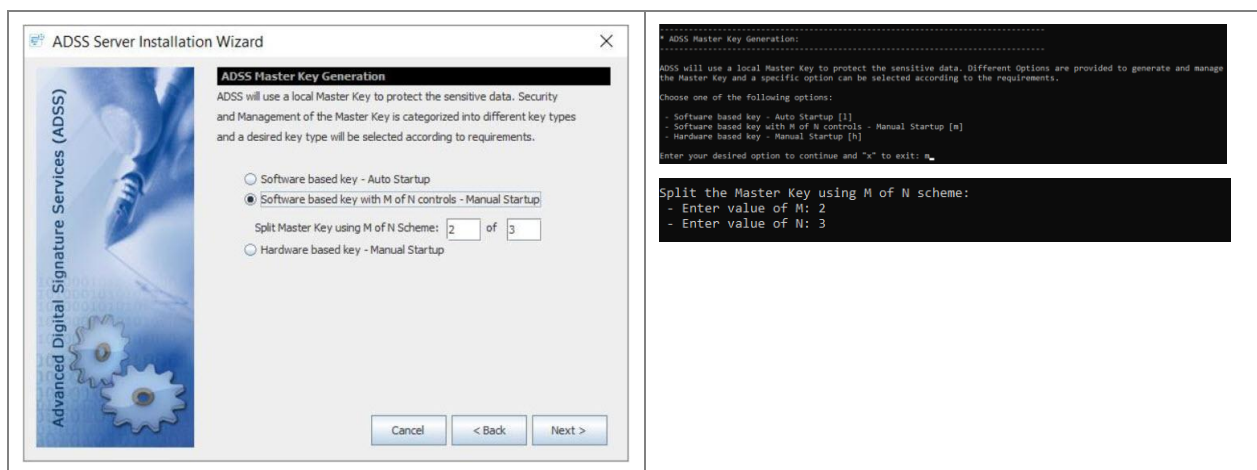 ADSS Server Installation Wizard
Advanced Digital Signature Services (ADSS)
ADSS Master Key Generation
ADSS will use a local Master Key to protect the sensitive data. Security
and Management of the Master Key is categorized into different key types
and a desired key type will be selected according to requirements.
Software based key - Auto Startup
Software based key with M of N controls - Manual Startup
Split Master Key using M of N Scheme: 2 of 3
Hardware based key - Manual Startup
Cancel < Back Next >
* ADSS Master Key Generation:
ADSS will use a local Master Key to protect the sensitive data. Different Options are provided to generate and manage
the Master Key and a specific option can be selected according to the requirements.
Choose one of the following options:
- Software based key - Auto Startup [l]
- Software based key with M of N controls - Manual Startup [m]
- Hardware based key - Manual Startup [h]
Enter your desired option to continue and "x" to exit: m
Split the Master Key using M of N scheme:
- Enter value of M: 2
- Enter value of N: 3